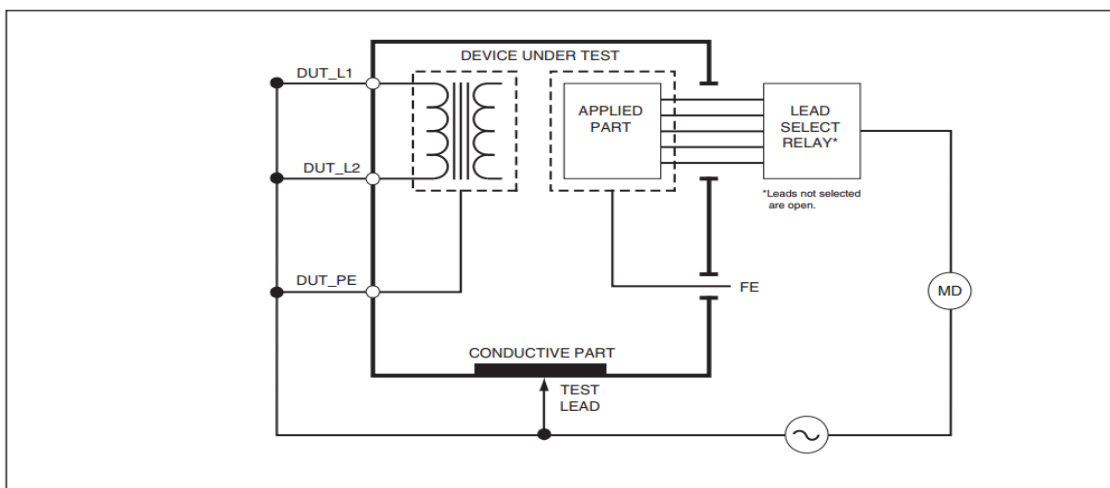 DEVICE UNDER TEST
DUT_L1
APPLIED
PART
LEAD
SELECT
RELAY*
DUT_L2
*Leads not selected
are open.
DUT_PE
FE
MD
CONDUCTIVE PART
TEST
LEAD